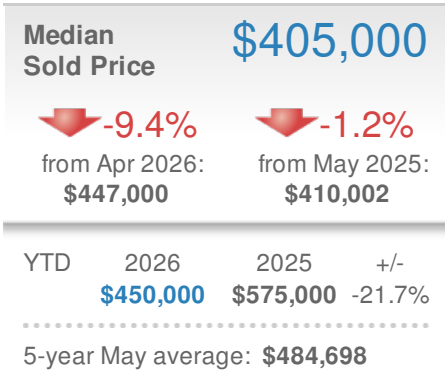 Median
Sold Price
$405,000
-9.4%
from Apr 2026:
$447,000
-1.2%
from May 2025:
$410,002
YTD 2026 2025 +/-
$450,000 $575,000 -21.7%
5-year May average: $484,698